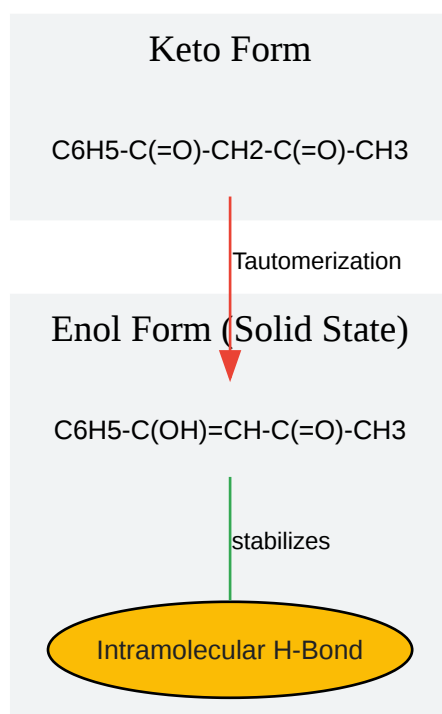 Keto Form
C6H5-C(=O)-CH2-C(=O)-CH3
Tautomerization
Enol Form (Solid State)
C6H5-C(OH)=CH-C(=O)-CH3
stabilizes
Intramolecular H-Bond